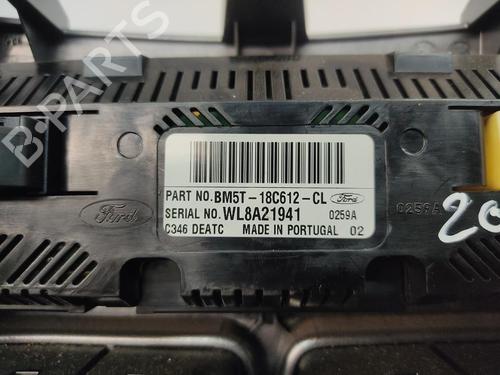 B-PARTS
PART NO. BM5T-18C612-CL Ford
SERIAL NO. WL8A21941 0259A
C346 DEATC MADE IN PORTUGAL 02
Ford
0259A